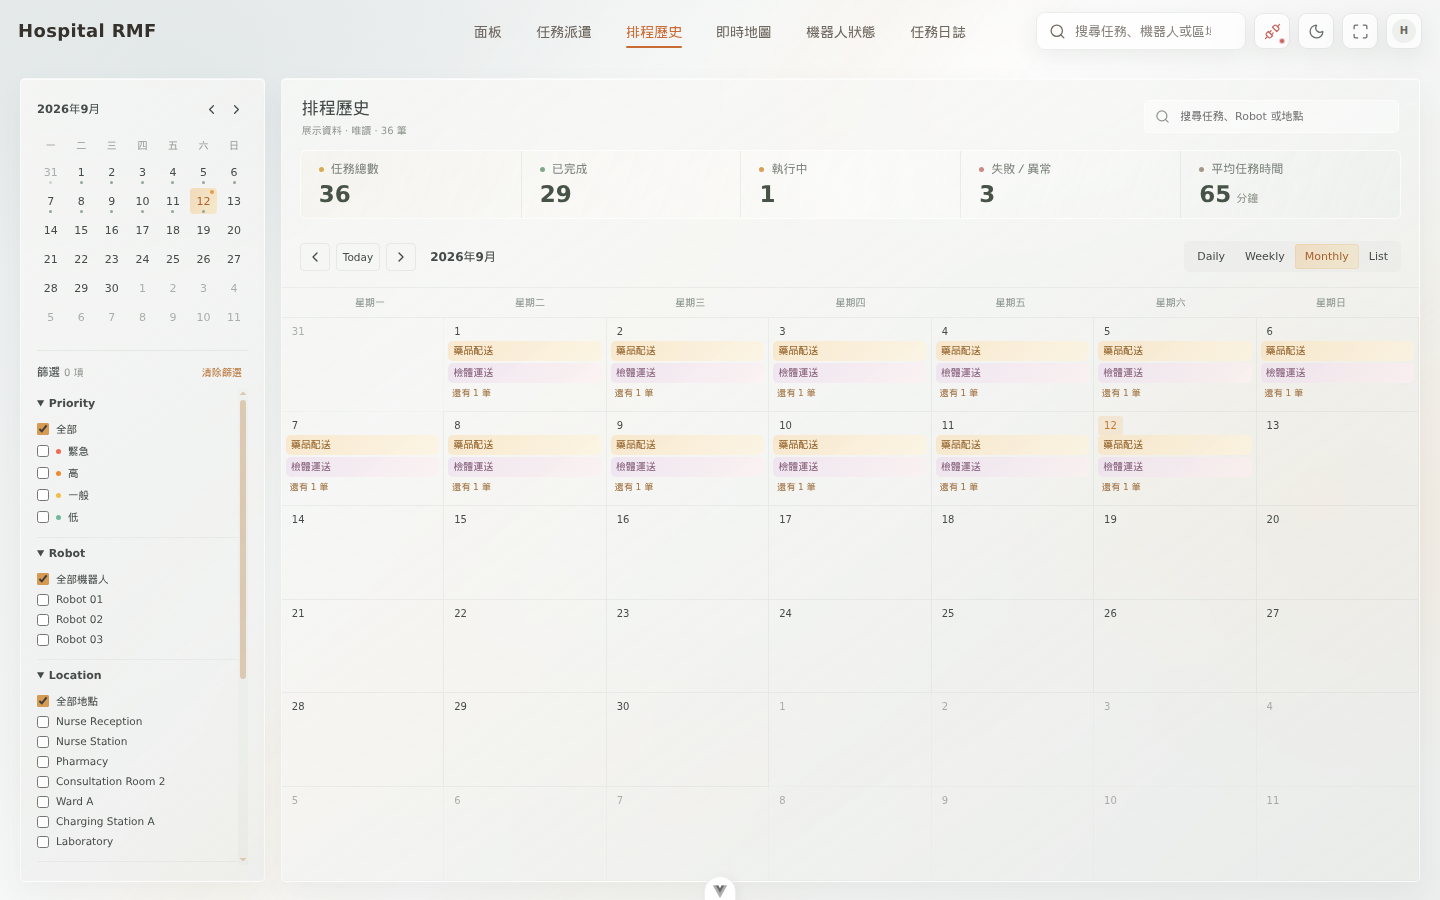 Hospital RMF
面板 任務派遣 排程歷史 即時地圖 機器人狀態 任務日誌
搜尋任務、機器人或區域
H
2026年9月
一 二 三 四 五 六 日
31 1 2 3 4 5 6
7 8 9 10 11 12 13
14 15 16 17 18 19 20
21 22 23 24 25 26 27
28 29 30 1 2 3 4
5 6 7 8 9 10 11
篩選 0 項 清除篩選
▼ Priority
全部
緊急
高
一般
低
▼ Robot
全部機器人
Robot 01
Robot 02
Robot 03
▼ Location
全部地點
Nurse Reception
Nurse Station
Pharmacy
Consultation Room 2
Ward A
Charging Station A
Laboratory
排程歷史
展示資料 · 唯讀 · 36 筆
搜尋任務、Robot 或地點
任務總數 已完成 執行中 失敗 / 異常 平均任務時間
36 29 1 3 65 分鐘
Today 2026年9月 Daily Weekly Monthly List
星期一 星期二 星期三 星期四 星期五 星期六 星期日
31 1 2 3 4 5 6
藥品配送 藥品配送 藥品配送 藥品配送 藥品配送 藥品配送
檢體運送 檢體運送 檢體運送 檢體運送 檢體運送 檢體運送
還有 1 筆 還有 1 筆 還有 1 筆 還有 1 筆 還有 1 筆 還有 1 筆
7 8 9 10 11 12 13
藥品配送 藥品配送 藥品配送 藥品配送 藥品配送 藥品配送
檢體運送 檢體運送 檢體運送 檢體運送 檢體運送 檢體運送
還有 1 筆 還有 1 筆 還有 1 筆 還有 1 筆 還有 1 筆 還有 1 筆
14 15 16 17 18 19 20
21 22 23 24 25 26 27
28 29 30 1 2 3 4
5 6 7 8 9 10 11